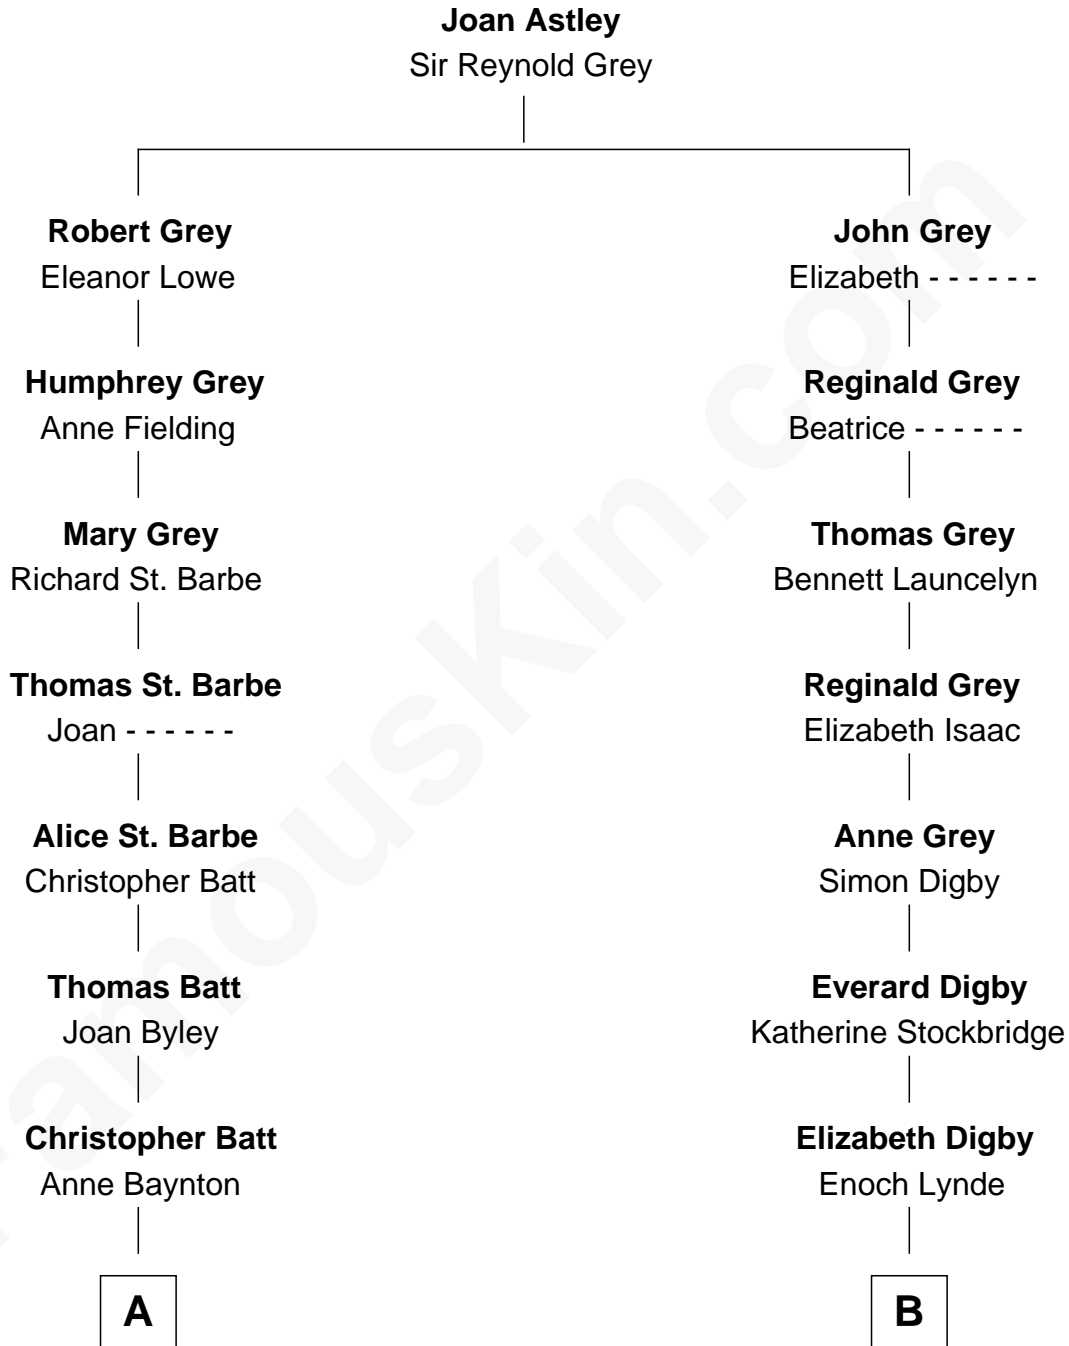 Joan Astley
Sir Reynold Grey
Robert Grey
Eleanor Lowe
John Grey
Elizabeth - - - - - -
Humphrey Grey
Anne Fielding
Reginald Grey
Beatrice - - - - - -
Mary Grey
Richard St. Barbe
Thomas Grey
Bennett Launcelyn
Thomas St. Barbe
Joan - - - - - -
Reginald Grey
Elizabeth Isaac
Alice St. Barbe
Christopher Batt
Anne Grey
Simon Digby
Thomas Batt
Joan Byley
Everard Digby
Katherine Stockbridge
Christopher Batt
Anne Baynton
Elizabeth Digby
Enoch Lynde
A
B
FamousKin.com